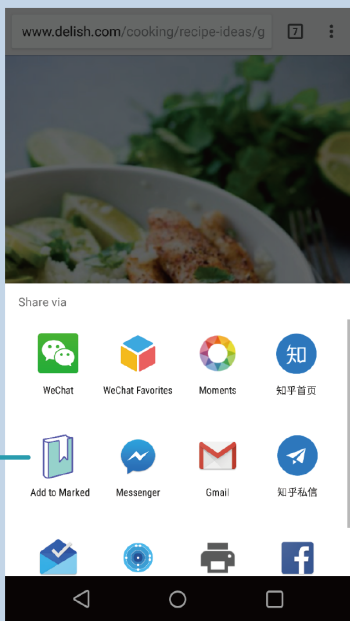 www.delish.com/cooking/recipe-ideas/g
7
Share via
WeChat
WeChat Favorites
Moments
知
知乎首页
Add to Marked
Messenger
Gmail
知乎私信